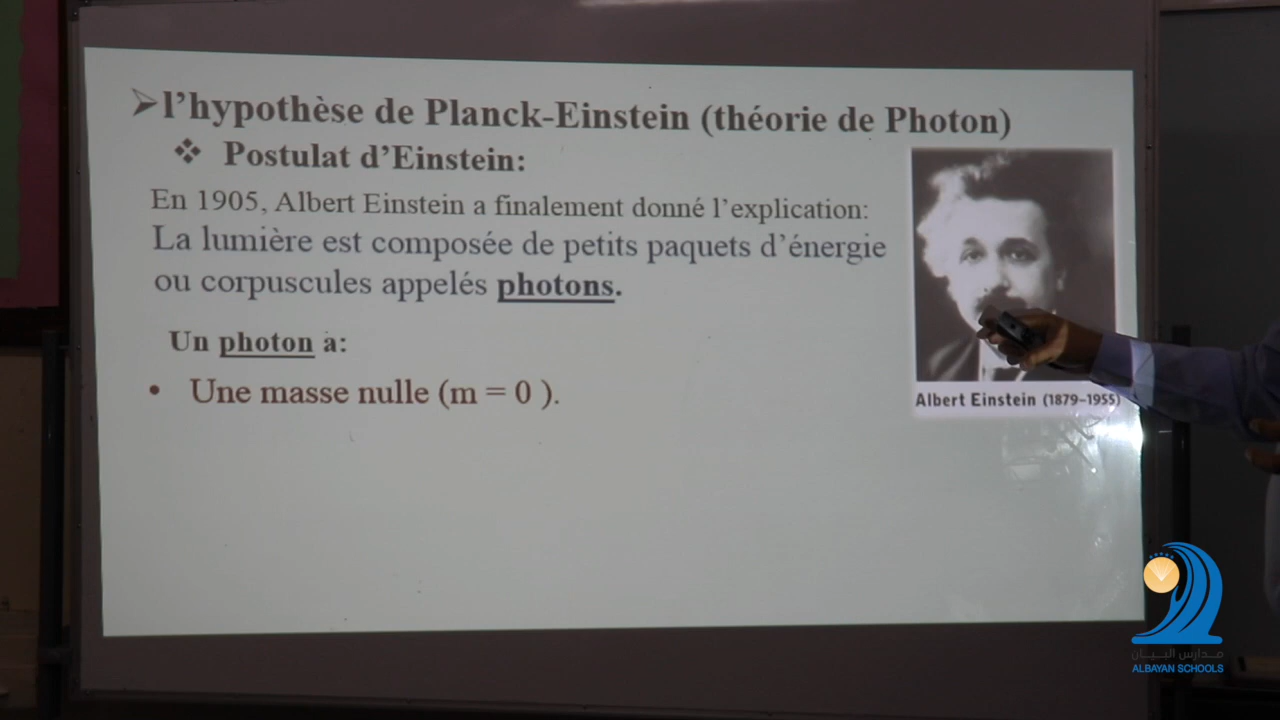 ➢l'hypothèse de Planck-Einstein (théorie de Photon)
❖ Postulat d'Einstein:
En 1905, Albert Einstein a finalement donné l'explication:
La lumière est composée de petits paquets d'énergie
ou corpuscules appelés photons.
Un photon a:
• Une masse nulle (m = 0 ).
Albert Einstein (1879–1955)
مدارس البيان
ALBAYAN SCHOOLS